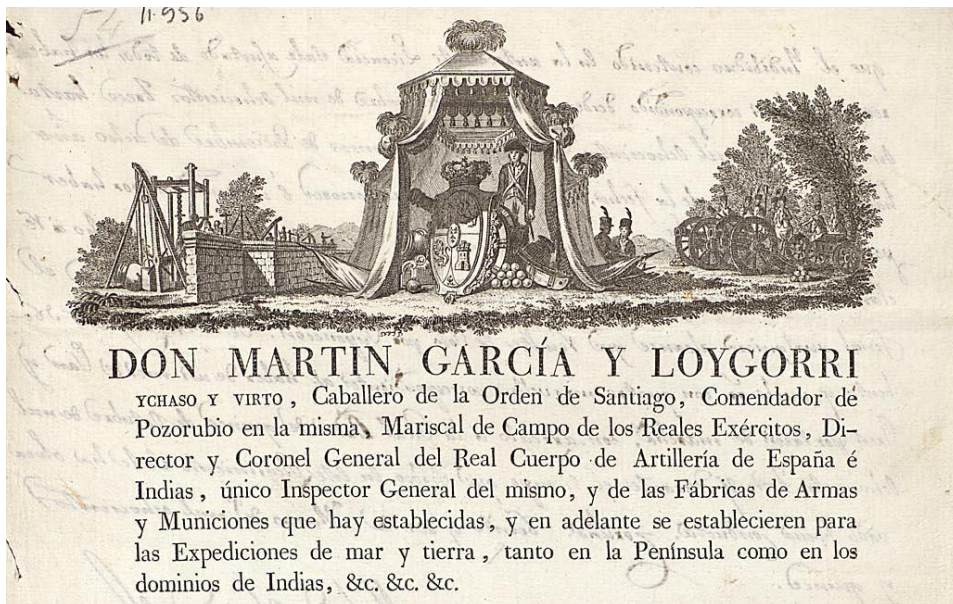 11-956
DON MARTIN GARCÍA Y LOYGORRI
YCHASO Y VIRTO , Caballero de la Orden de Santiago, Comendador de
Pozorubio en la misma, Mariscal de Campo de los Reales Exércitos, Di-
rector y Coronel General del Real Cuerpo de Artillería de España é
Indias , único Inspector General del mismo, y de las Fábricas de Armas
y Municiones que hay establecidas, y en adelante se establecieren para
las Expediciones de mar y tierra , tanto en la Península como en los
dominios de Indias, &c. &c. &c.